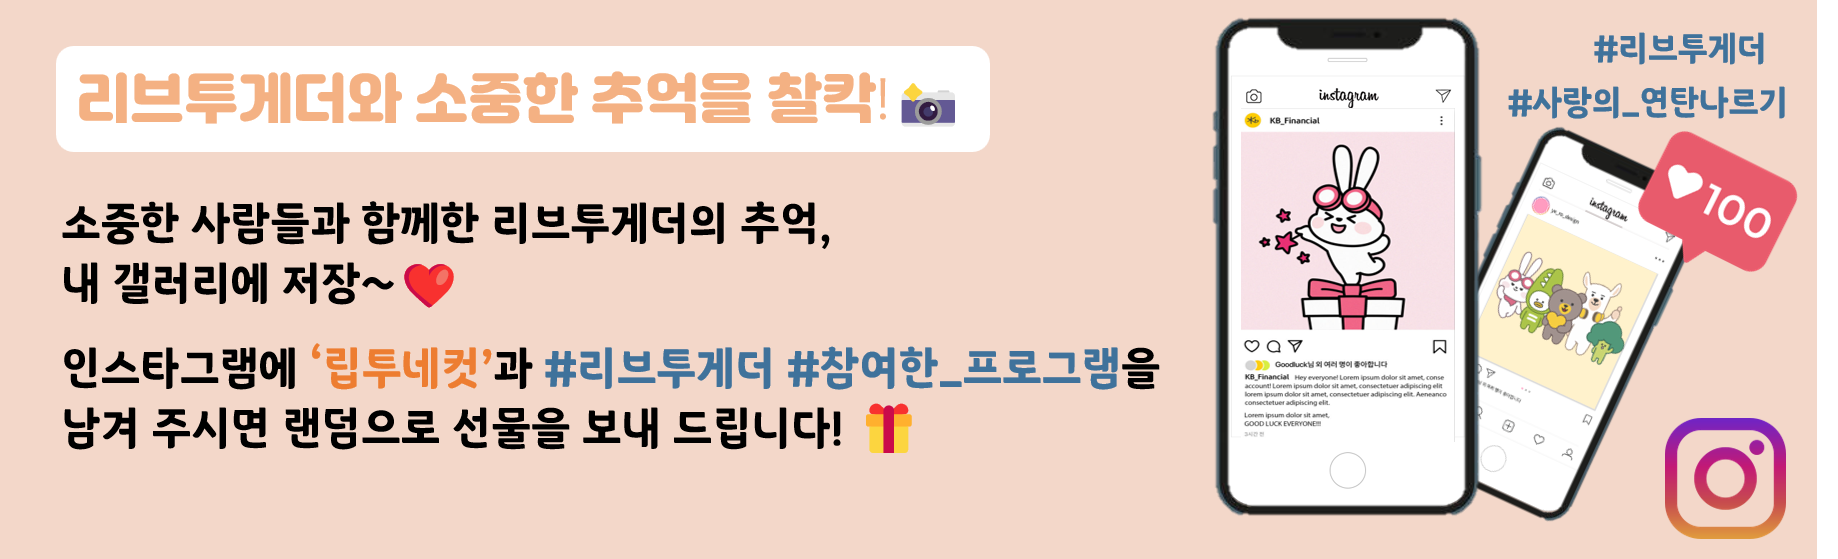 리브투게더와 소중한 추억을 찰칵!
소중한 사람들과 함께한 리브투게더의 추억,
내 갤러리에 저장~
인스타그램에 ‘립투네컷’과 #리브투게더 #참여한_프로그램을
남겨 주시면 랜덤으로 선물을 보내 드립니다!
#리브투게더
#사랑의_연탄나르기
instagram
KB_Financial
Goodluck님 외 여러 명이 좋아합니다
KB_Financial Hey everyone! Lorem ipsum dolor sit amet, conse
account! Lorem ipsum dolor sit amet, consectetuer adipiscing elit
lorem ipsum dolor sit amet, consectetuer adipiscing elit. Aeneanco
consectetuer adipiscing elit.
Lorem ipsum dolor sit amet,
GOOD LUCK EVERYONE!!!
3시간 전
instagram
100